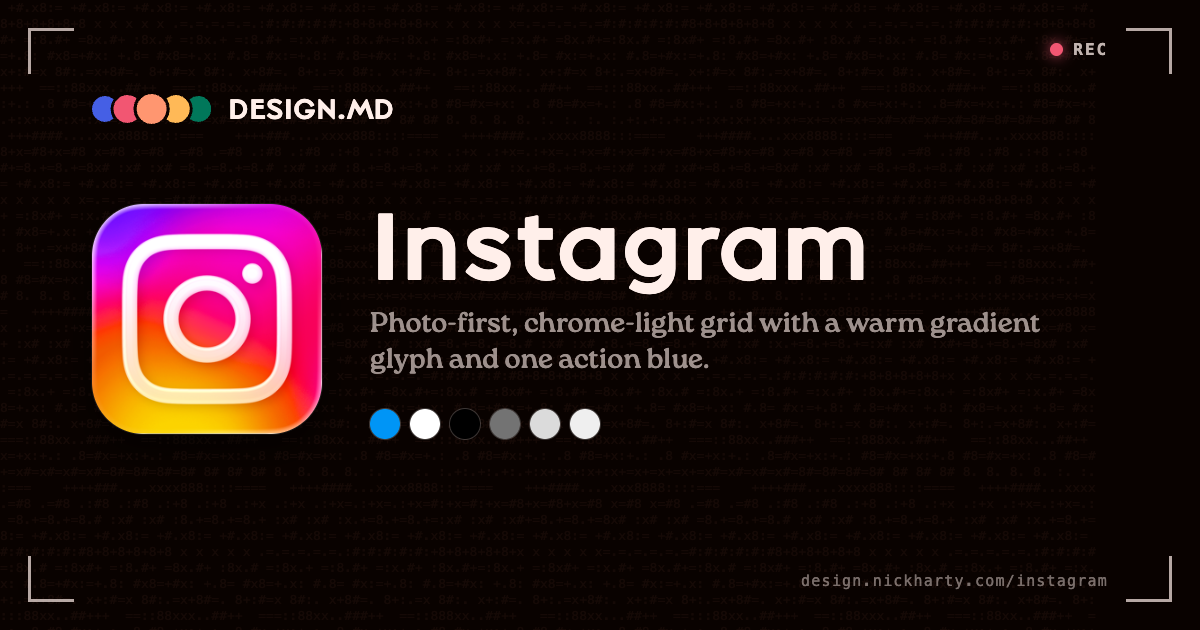 REC
DESIGN.MD
Instagram
Photo-first, chrome-light grid with a warm gradient
glyph and one action blue.
design.nickharty.com/instagram